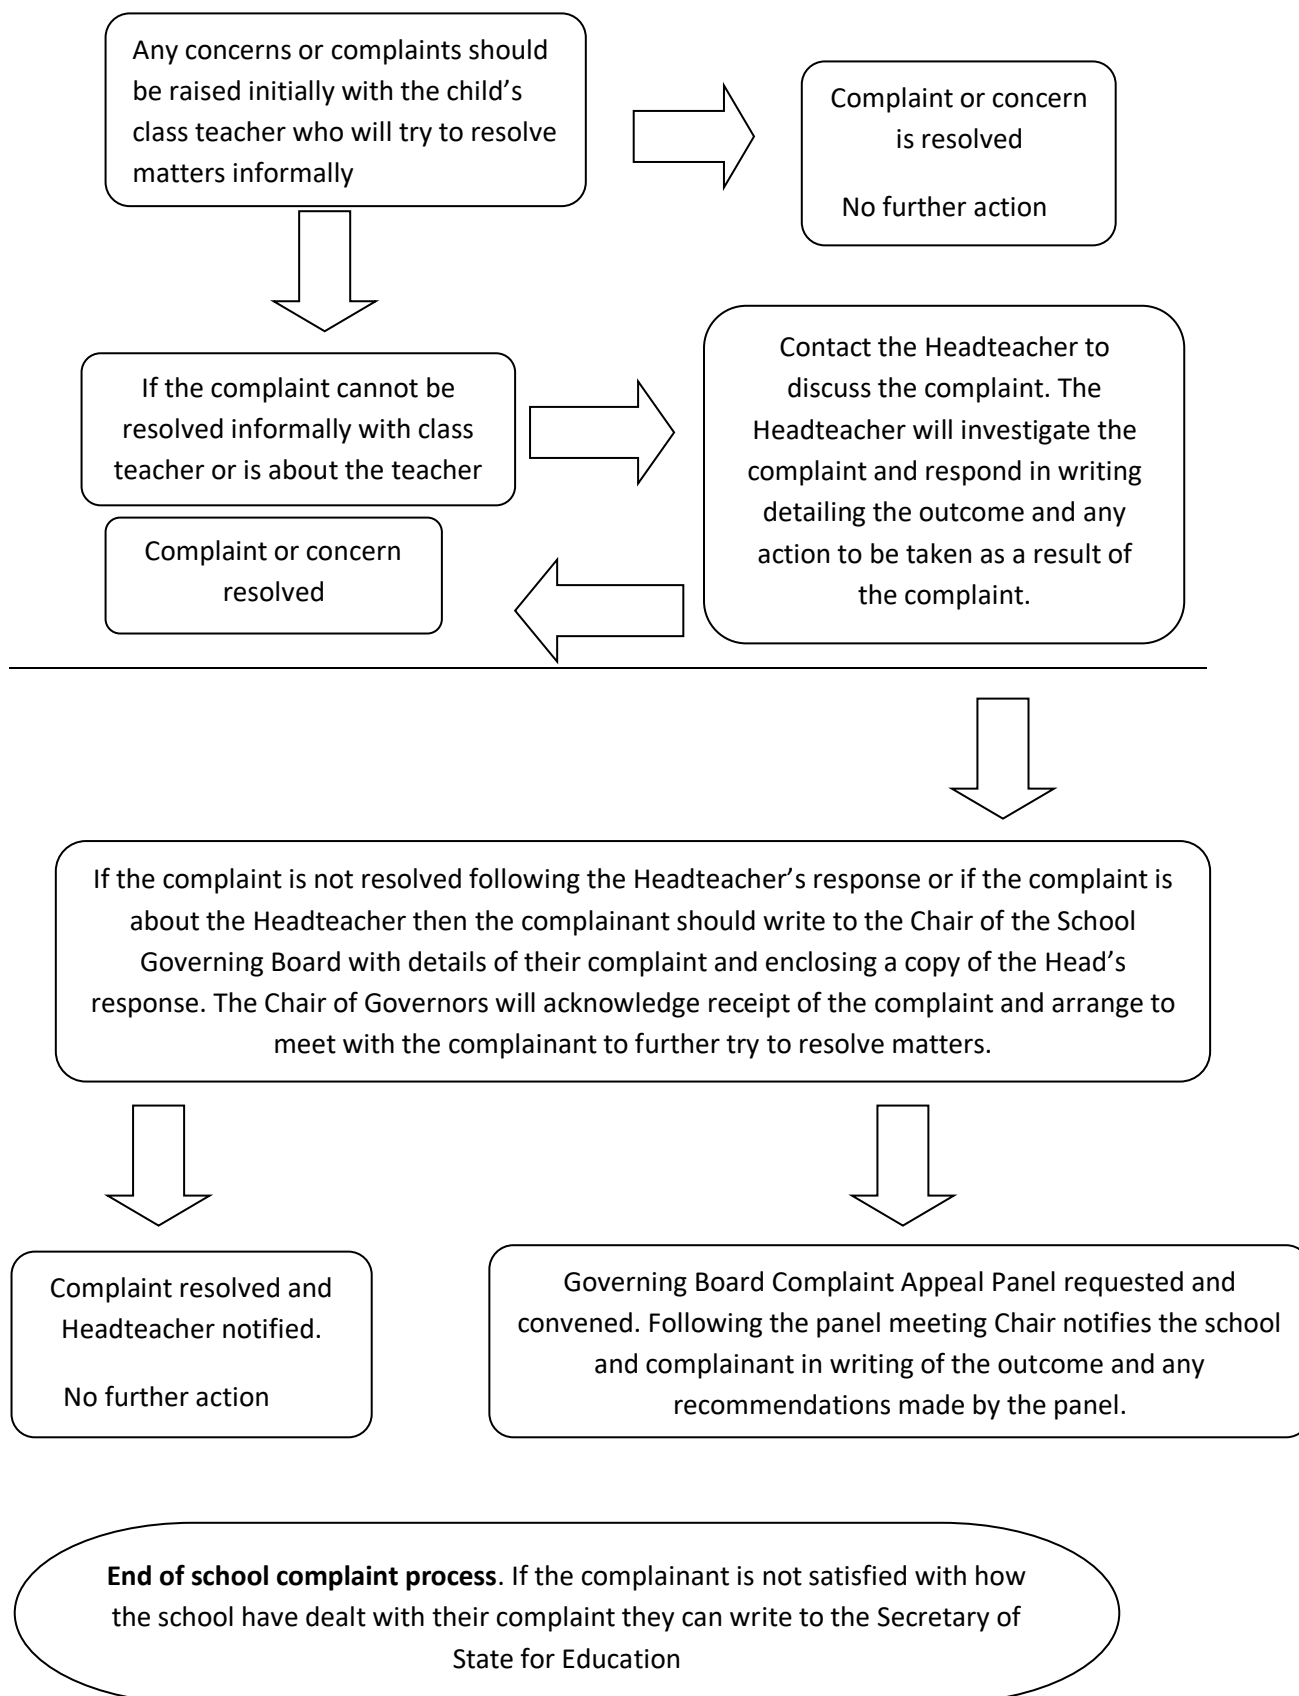 Any concerns or complaints should
be raised initially with the child’s
class teacher who will try to resolve
matters informally
Complaint or concern
is resolved
No further action
If the complaint cannot be
resolved informally with class
teacher or is about the teacher
Contact the Headteacher to
discuss the complaint. The
Headteacher will investigate the
complaint and respond in writing
detailing the outcome and any
action to be taken as a result of
the complaint.
Complaint or concern
resolved
If the complaint is not resolved following the Headteacher’s response or if the complaint is
about the Headteacher then the complainant should write to the Chair of the School
Governing Board with details of their complaint and enclosing a copy of the Head’s
response. The Chair of Governors will acknowledge receipt of the complaint and arrange to
meet with the complainant to further try to resolve matters.
Complaint resolved and
Headteacher notified.
No further action
Governing Board Complaint Appeal Panel requested and
convened. Following the panel meeting Chair notifies the school
and complainant in writing of the outcome and any
recommendations made by the panel.
End of school complaint process. If the complainant is not satisfied with how
the school have dealt with their complaint they can write to the Secretary of
State for Education